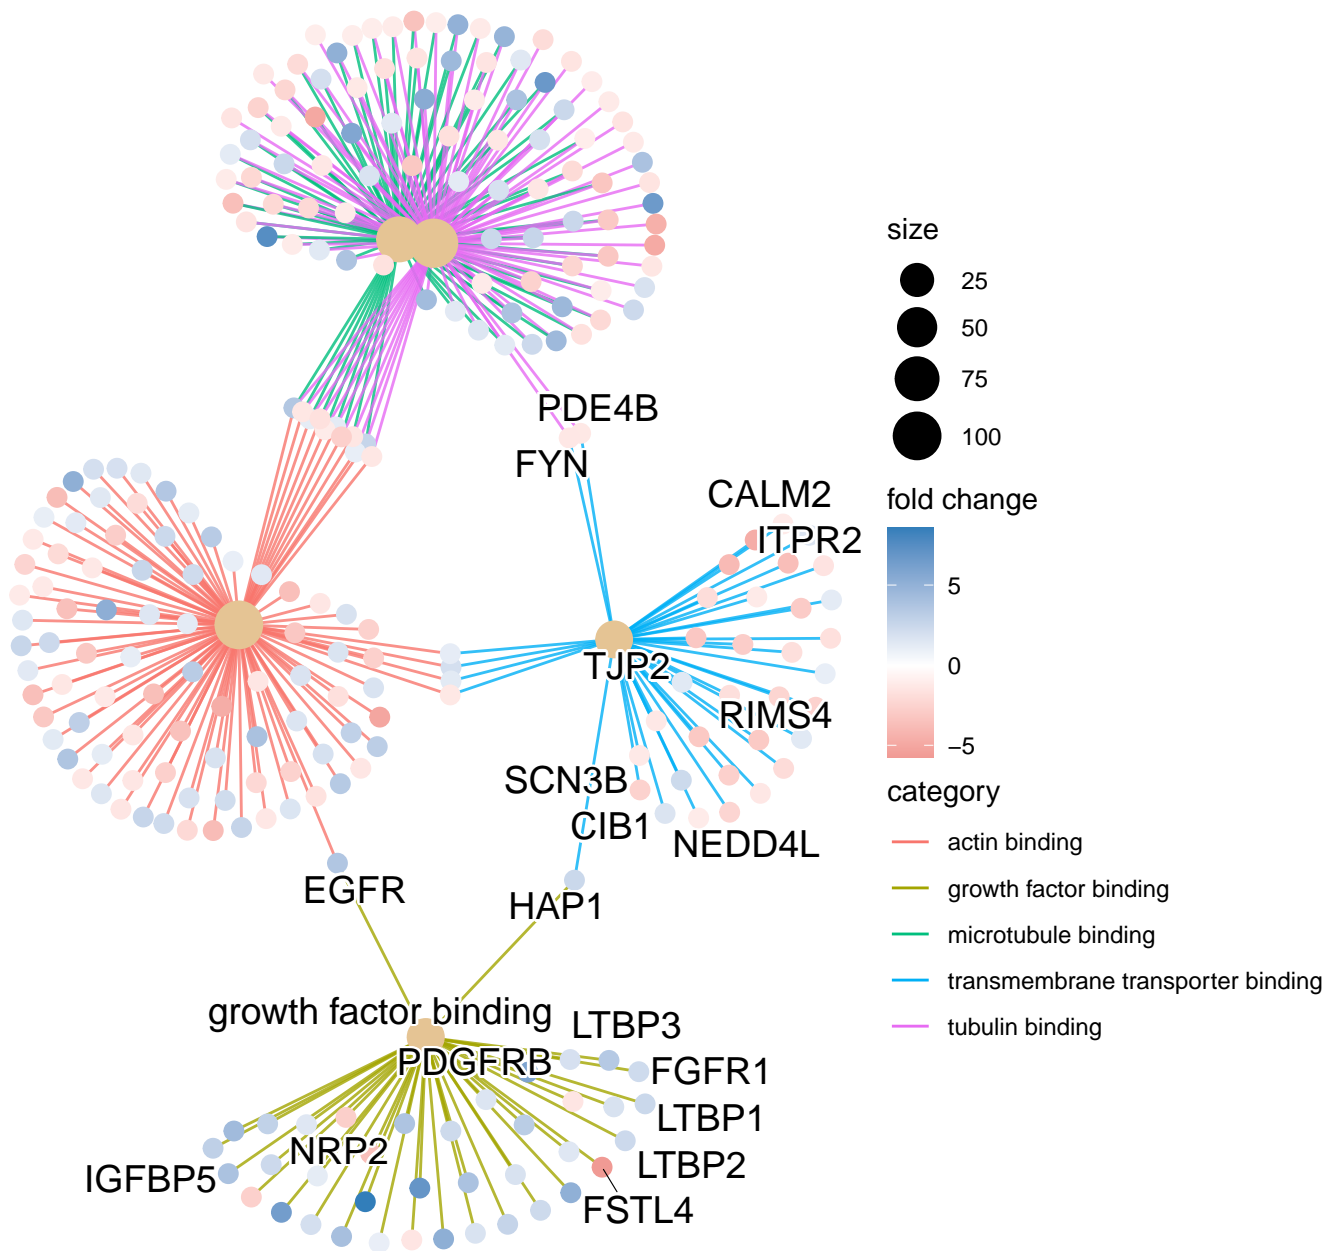 PDE4B
FYN
CALM2
ITPR2
TJP2
RIMS4
SCN3B
CIB1
NEDD4L
EGFR
HAP1
growth factor binding
LTBP3
PDGFRB
FGFR1
LTBP1
NRP2
LTBP2
IGFBP5
FSTL4
size
25
50
75
100
fold change
5
0
−5
category
actin binding
growth factor binding
microtubule binding
transmembrane transporter binding
tubulin binding